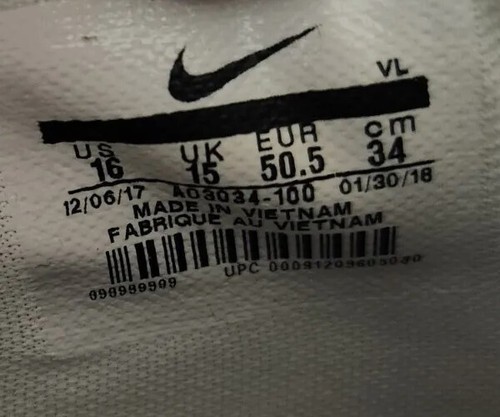 VL
US UK EUR cm
16 15 50.5 34
12/06/17 AO3034-100 01/30/18
MADE IN VIETNAM
FABRIQUE AU VIETNAM
UPC